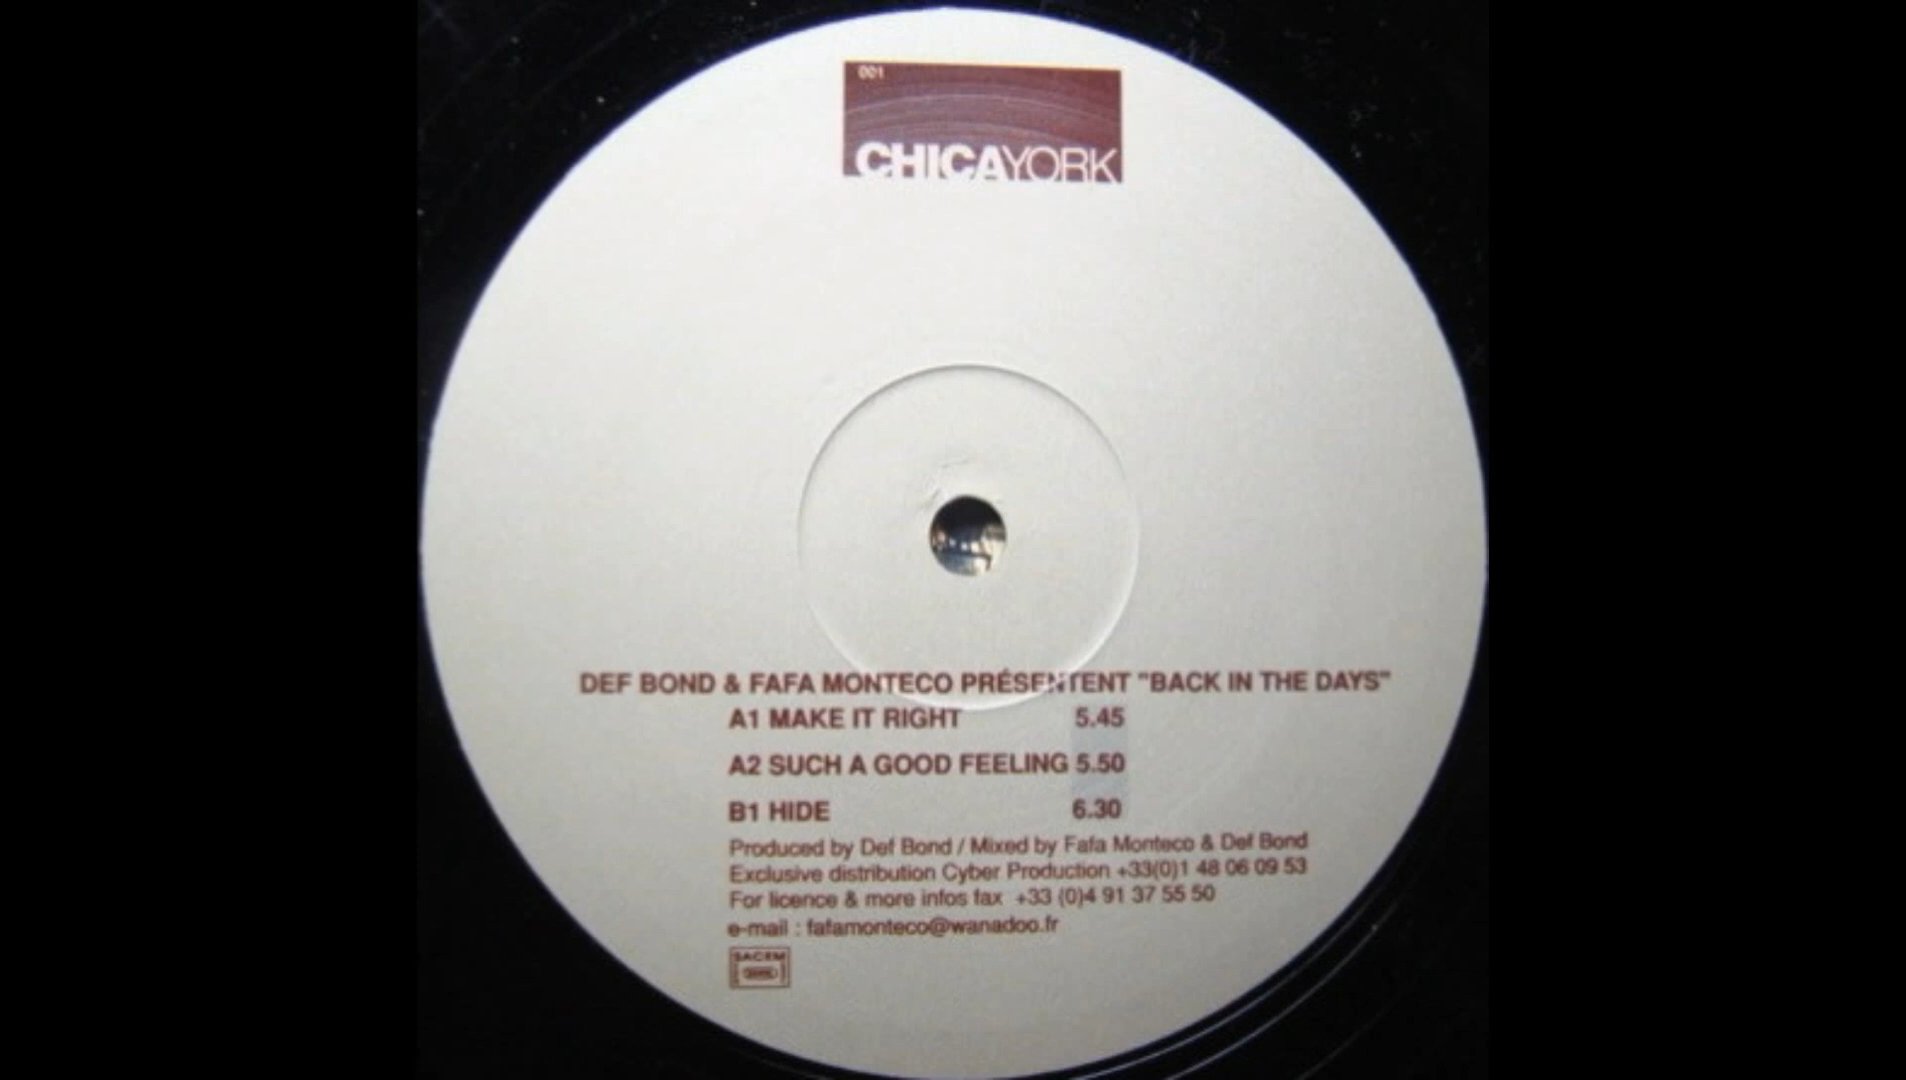 001
CHICAYORK
DEF BOND & FAFA MONTECO PRÉSENTENT "BACK IN THE DAYS"
A1 MAKE IT RIGHT 5.45
A2 SUCH A GOOD FEELING 5.50
B1 HIDE 6.30
Produced by Def Bond / Mixed by Fafa Monteco & Def Bond
Exclusive distribution Cyber Production +33(0)1 48 06 09 53
For licence & more infos fax +33 (0)4 91 37 55 50
e-mail : fafamonteco@wanadoo.fr
SACEM